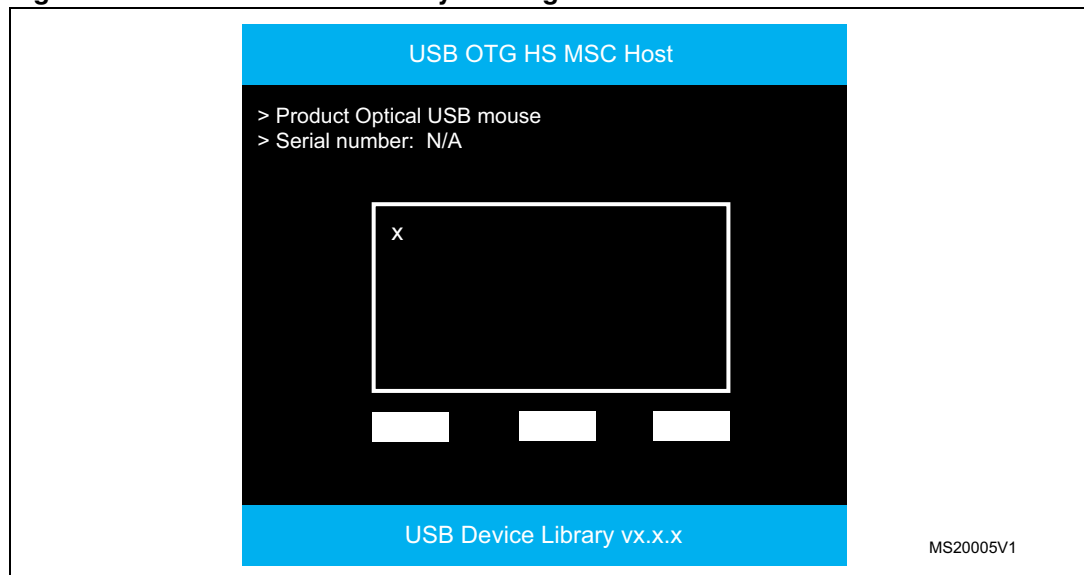 USB OTG HS MSC Host
> Product Optical USB mouse
> Serial number: N/A
x
USB Device Library vx.x.x
MS20005V1